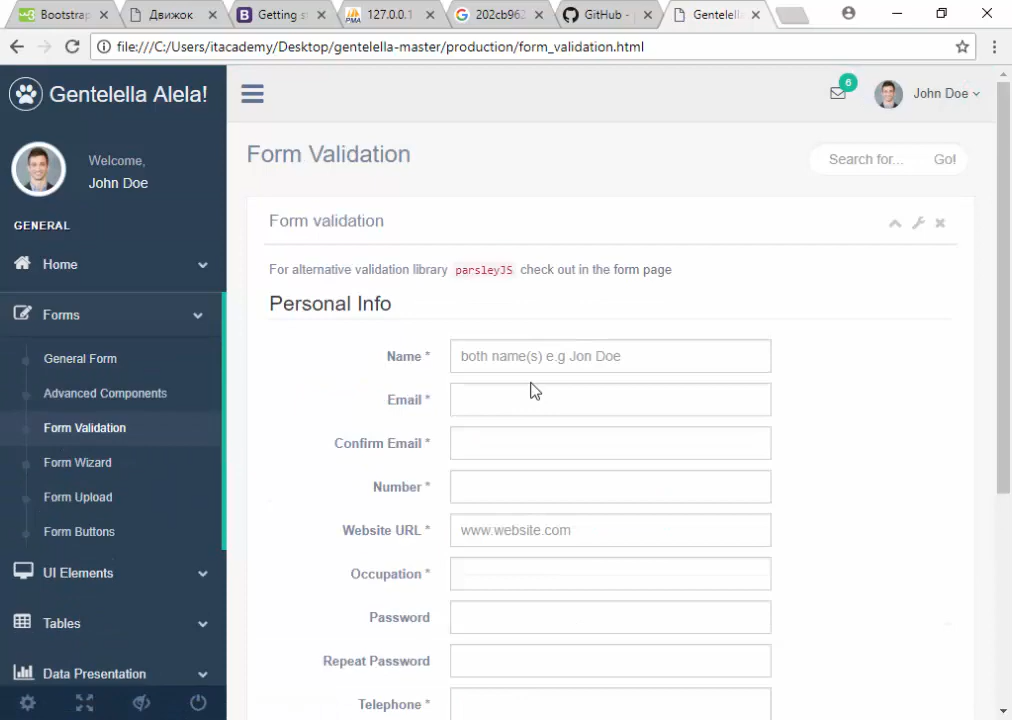 Bootstrap
Движок
Getting s
127.0.0.1
202cb962
GitHub -
Gentelell
file:///C:/Users/itacademy/Desktop/gentelella-master/production/form_validation.html
Gentelella Alela!
6
John Doe
Welcome,
John Doe
Form Validation
Search for...
Go!
GENERAL
Form validation
Home
For alternative validation library parsleyJS check out in the form page
Personal Info
Forms
General Form
Advanced Components
Form Validation
Form Wizard
Form Upload
Form Buttons
UI Elements
Tables
Data Presentation
Name *
both name(s) e.g Jon Doe
Email *
Confirm Email *
Number *
Website URL *
www.website.com
Occupation *
Password
Repeat Password
Telephone *